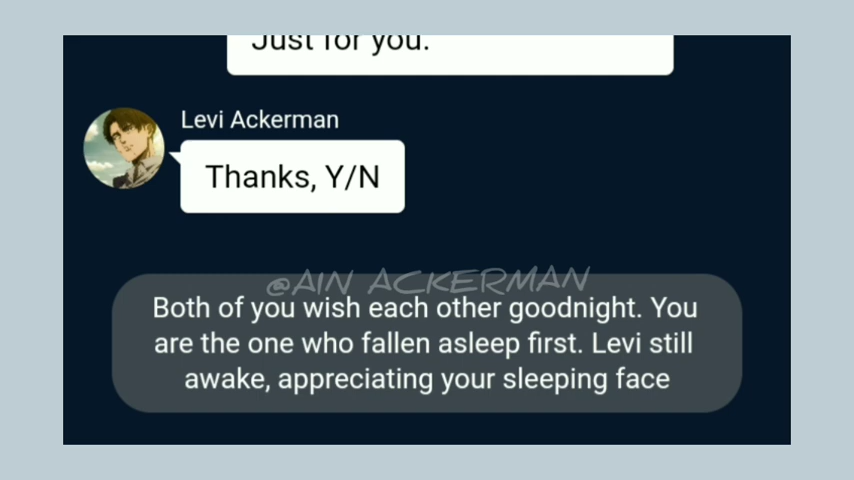 Just for you.
Levi Ackerman
Thanks, Y/N
@AIN ACKERMAN
Both of you wish each other goodnight. You
are the one who fallen asleep first. Levi still
awake, appreciating your sleeping face